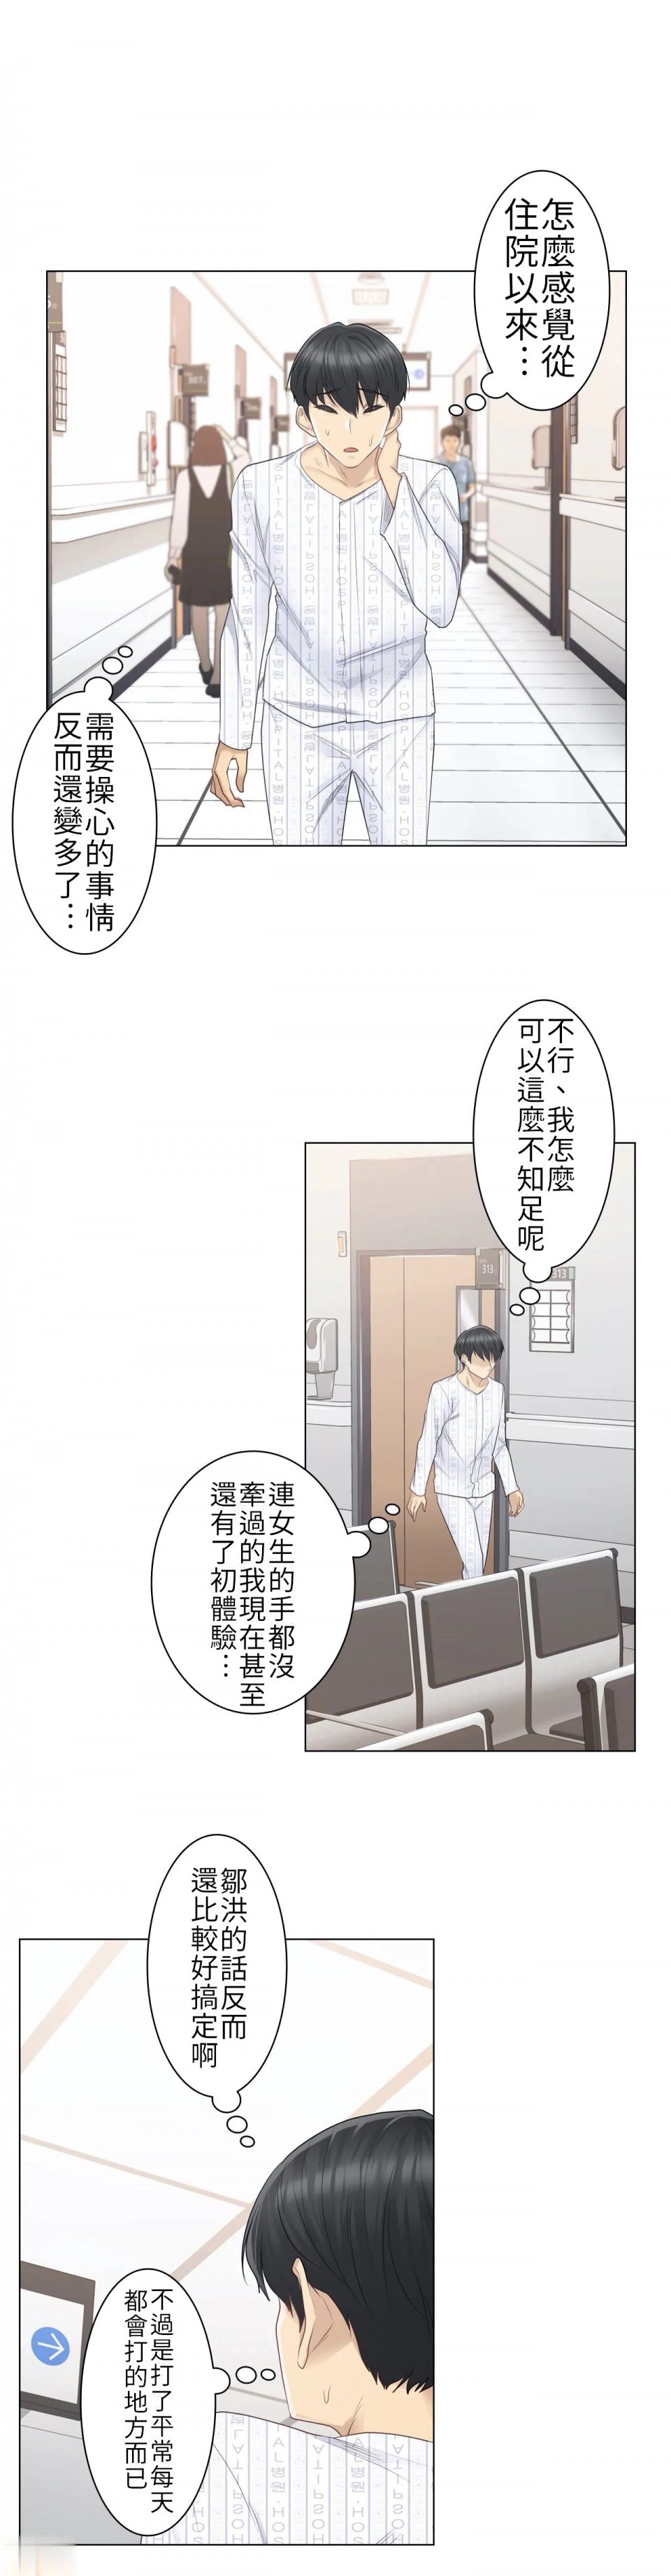 怎麼感覺從
住院以來…
307
需要操心的事情
反而還變多了…
不行、我怎麼
可以這麼不知足呢
313
313
連女生的手都沒
牽過的我現在甚至
還有了初體驗…
鄒洪的話反而
還比較好搞定啊
不過是打了平常每天
都會打的地方而已